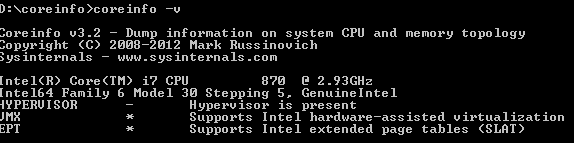 D:\coreinfo>coreinfo -v
Coreinfo v3.2 - Dump information on system CPU and memory topology
Copyright (C) 2008-2012 Mark Russinovich
Sysinternals - www.sysinternals.com
Intel(R) Core(TM) i7 CPU 870 @ 2.93GHz
Intel64 Family 6 Model 30 Stepping 5, GenuineIntel
HYPERVISOR - Hypervisor is present
VMX * Supports Intel hardware-assisted virtualization
EPT * Supports Intel extended page tables (SLAT)